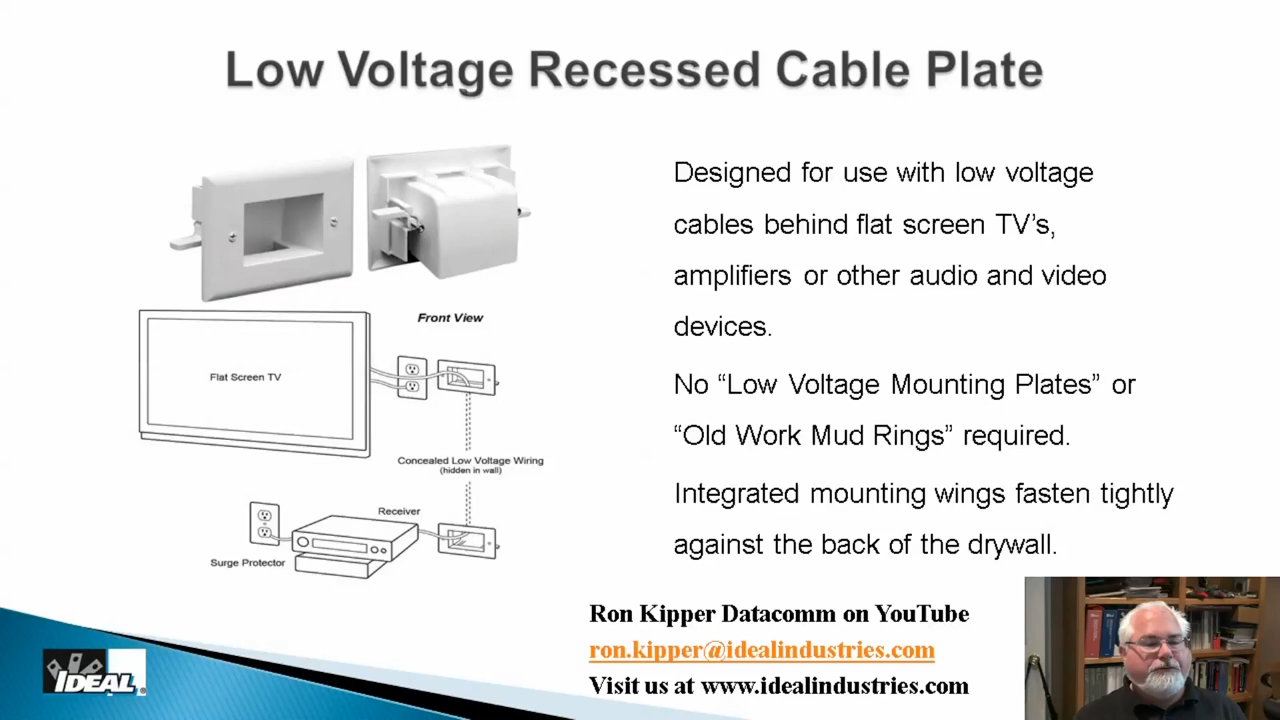 Low Voltage Recessed Cable Plate
Designed for use with low voltage
cables behind flat screen TV’s,
amplifiers or other audio and video
devices.
No “Low Voltage Mounting Plates” or
“Old Work Mud Rings” required.
Integrated mounting wings fasten tightly
against the back of the drywall.
Front View
Flat Screen TV
Concealed Low Voltage Wiring
(hidden in wall)
Receiver
Surge Protector
Ron Kipper Datacomm on YouTube
ron.kipper@idealindustries.com
Visit us at www.idealindustries.com
IDEAL®